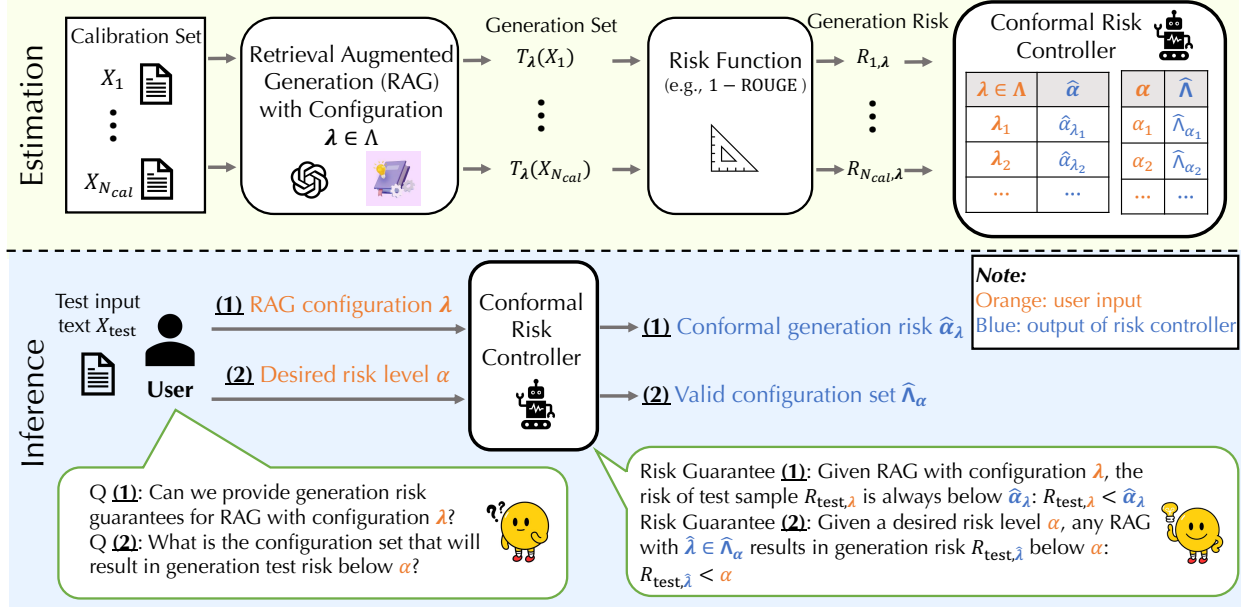 Estimation
Calibration Set
X_1
X_{N_{cal}}
Retrieval Augmented
Generation (RAG)
with Configuration
λ ∈ Λ
Generation Set
T_λ(X_1)
T_λ(X_{N_{cal}})
Risk Function
(e.g., 1 − ROUGE )
Generation Risk
R_{1,λ}
R_{N_{cal},λ}
Conformal Risk
Controller
λ ∈ Λ α̂
λ_1 α̂_{λ_1}
λ_2 α̂_{λ_2}
... ...
α Λ̂
α_1 Λ̂_{α_1}
α_2 Λ̂_{α_2}
... ...
Inference
Test input
text X_test
User
(1) RAG configuration λ
(2) Desired risk level α
Conformal
Risk
Controller
(1) Conformal generation risk α̂_λ
(2) Valid configuration set Λ̂_α
Note:
Orange: user input
Blue: output of risk controller
Q (1): Can we provide generation risk
guarantees for RAG with configuration λ?
Q (2): What is the configuration set that will
result in generation test risk below α?
??
Risk Guarantee (1): Given RAG with configuration λ, the
risk of test sample R_{test,λ} is always below α̂_λ: R_{test,λ} < α̂_λ
Risk Guarantee (2): Given a desired risk level α, any RAG
with λ̂ ∈ Λ̂_α results in generation risk R_{test,λ̂} below α:
R_{test,λ̂} < α